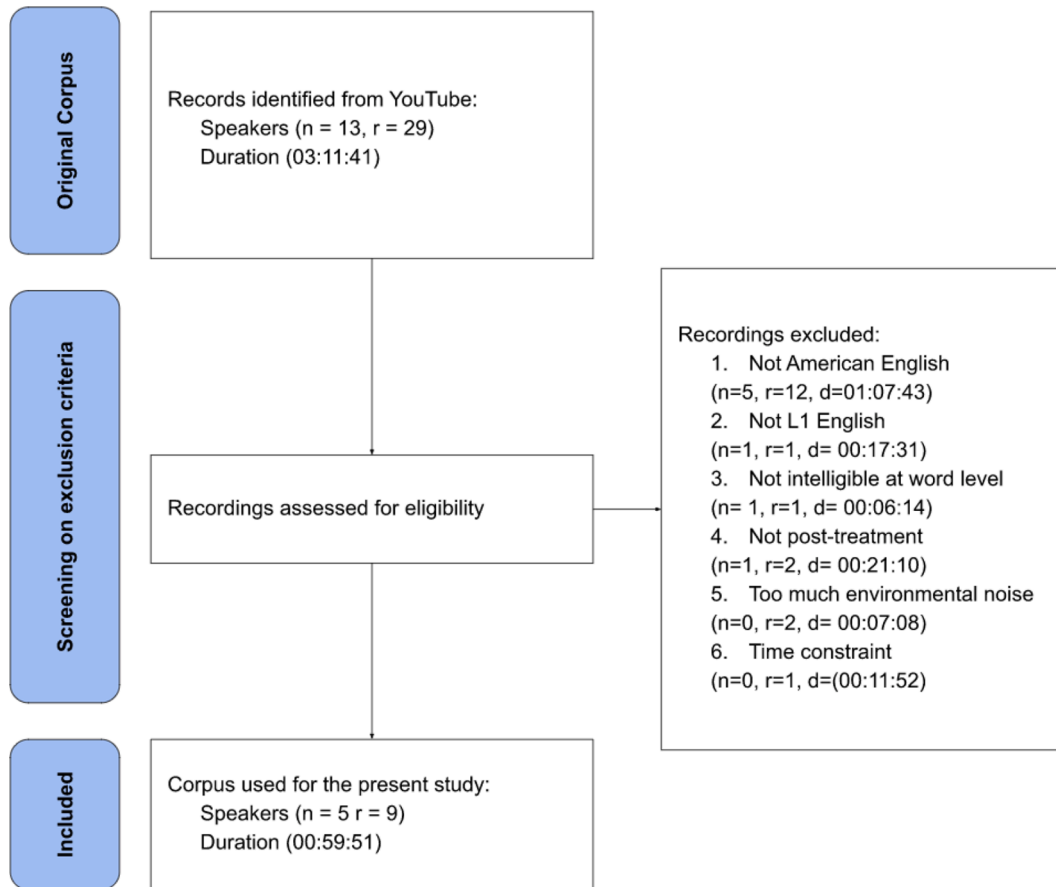 Original Corpus
Records identified from YouTube:
Speakers (n = 13, r = 29)
Duration (03:11:41)
Screening on exclusion criteria
Recordings assessed for eligibility
Recordings excluded:
1. Not American English
(n=5, r=12, d=01:07:43)
2. Not L1 English
(n=1, r=1, d= 00:17:31)
3. Not intelligible at word level
(n= 1, r=1, d= 00:06:14)
4. Not post-treatment
(n=1, r=2, d= 00:21:10)
5. Too much environmental noise
(n=0, r=2, d= 00:07:08)
6. Time constraint
(n=0, r=1, d=(00:11:52)
Included
Corpus used for the present study:
Speakers (n = 5 r = 9)
Duration (00:59:51)